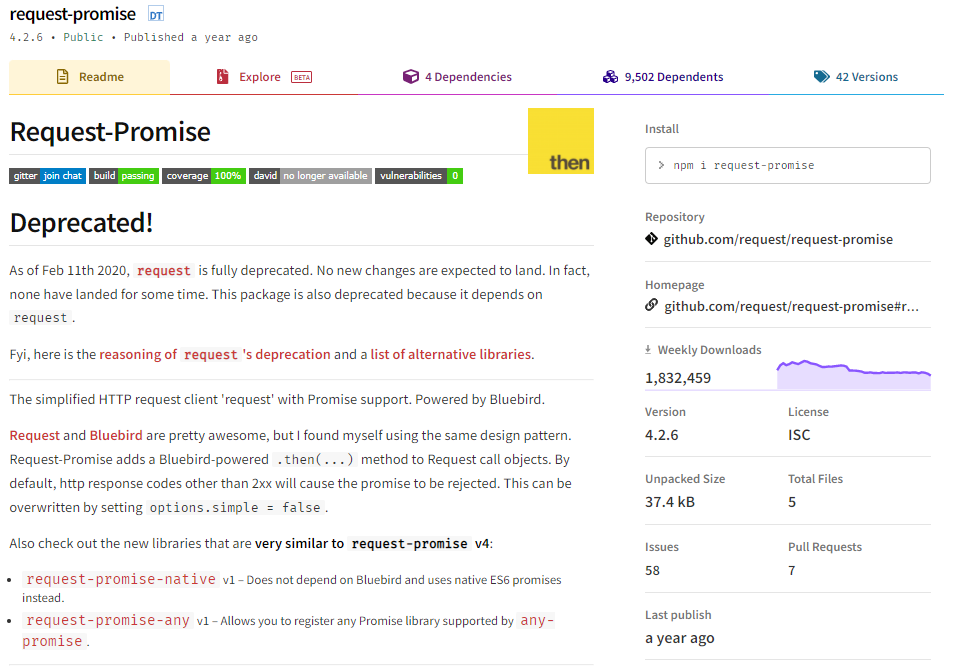 request-promise DT
4.2.6 • Public • Published a year ago
Readme
Explore BETA
4 Dependencies
9,502 Dependents
42 Versions
Request-Promise
then
gitter join chat build passing coverage 100% david no longer available vulnerabilities 0
Deprecated!
As of Feb 11th 2020, request is fully deprecated. No new changes are expected to land. In fact,
none have landed for some time. This package is also deprecated because it depends on
request .
Fyi, here is the reasoning of request 's deprecation and a list of alternative libraries.
The simplified HTTP request client 'request' with Promise support. Powered by Bluebird.
Request and Bluebird are pretty awesome, but I found myself using the same design pattern.
Request-Promise adds a Bluebird-powered .then(...) method to Request call objects. By
default, http response codes other than 2xx will cause the promise to be rejected. This can be
overwritten by setting options.simple = false .
Also check out the new libraries that are very similar to request-promise v4:
• request-promise-native v1 – Does not depend on Bluebird and uses native ES6 promises
instead.
• request-promise-any v1 – Allows you to register any Promise library supported by any-
promise .
Install
> npm i request-promise
Repository
github.com/request/request-promise
Homepage
github.com/request/request-promise#r...
Weekly Downloads
1,832,459
Version License
4.2.6 ISC
Unpacked Size Total Files
37.4 kB 5
Issues Pull Requests
58 7
Last publish
a year ago